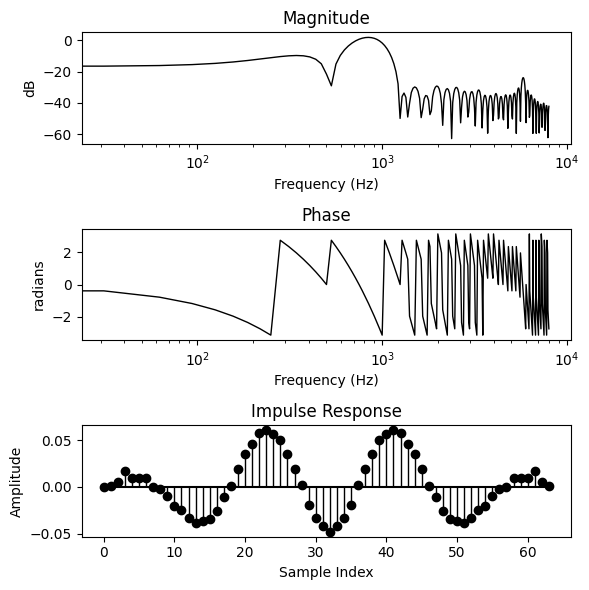 Magnitude
0
−20
−40
−60
dB
10²
10³
10⁴
Frequency (Hz)
Phase
2
0
−2
radians
10²
10³
10⁴
Frequency (Hz)
Impulse Response
0.05
0.00
−0.05
Amplitude
0
10
20
30
40
50
60
Sample Index